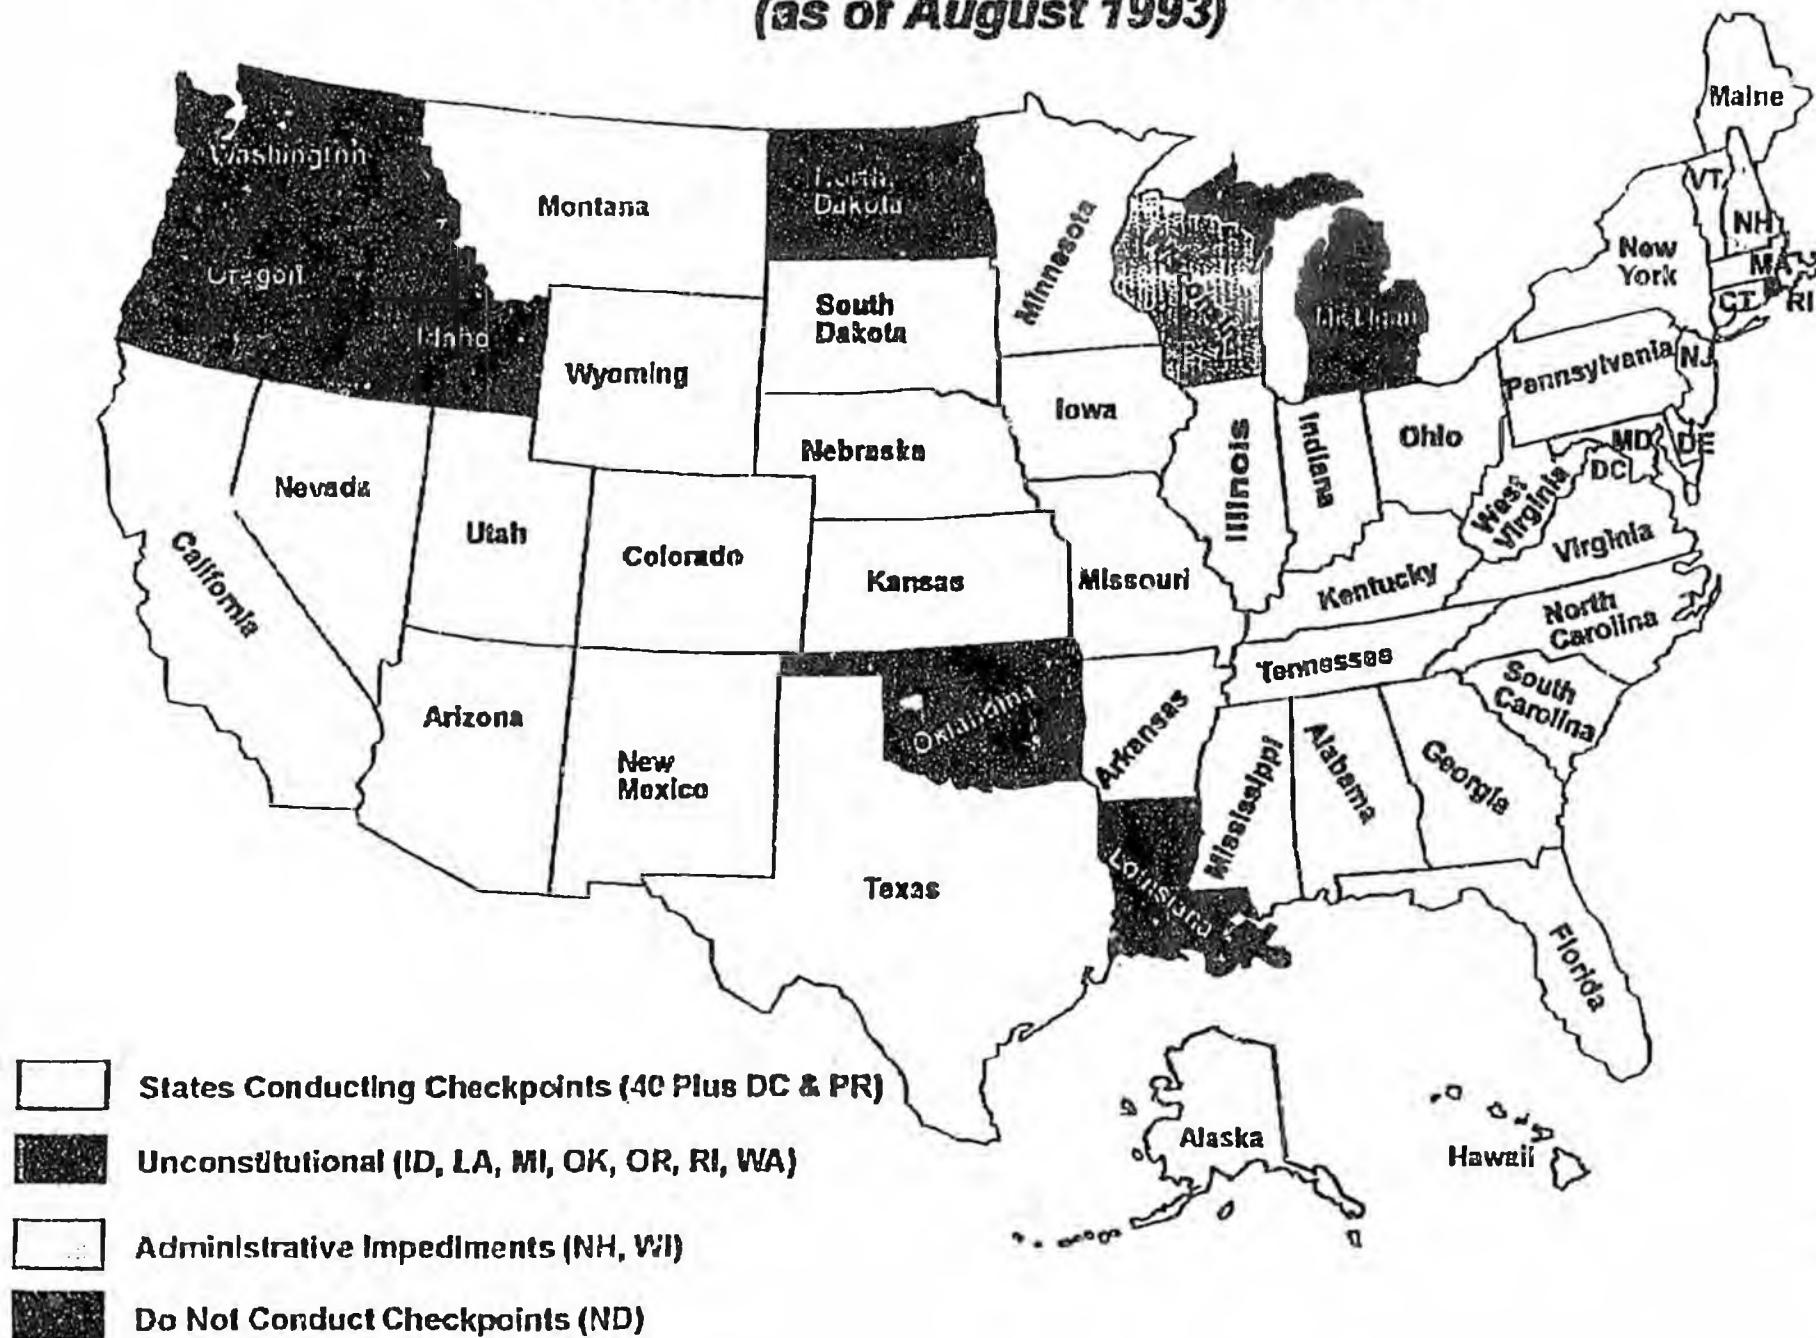 (as of August 1993)
Maine
Washington
Montana
North
Dakota
Minnesota
VT
NH
New
York
MA
Oregon
CT
RI
South
Dakota
Michigan
Idaho
Wyoming
Pennsylvania
NJ
Iowa
Ohio
Indiana
Illinois
Nebraska
MD
DE
DC
Nevada
West
Virginia
Utah
Colorado
Virginia
California
Kansas
Missouri
Kentucky
North
Carolina
Tennessee
Arizona
Oklahoma
Arkansas
South
Carolina
New
Mexico
Mississippi
Alabama
Georgia
Texas
Louisiana
Florida
States Conducting Checkpoints (40 Plus DC & PR)
Alaska
Hawaii
Unconstitutional (ID, LA, MI, OK, OR, RI, WA)
Administrative Impediments (NH, WI)
Do Not Conduct Checkpoints (ND)